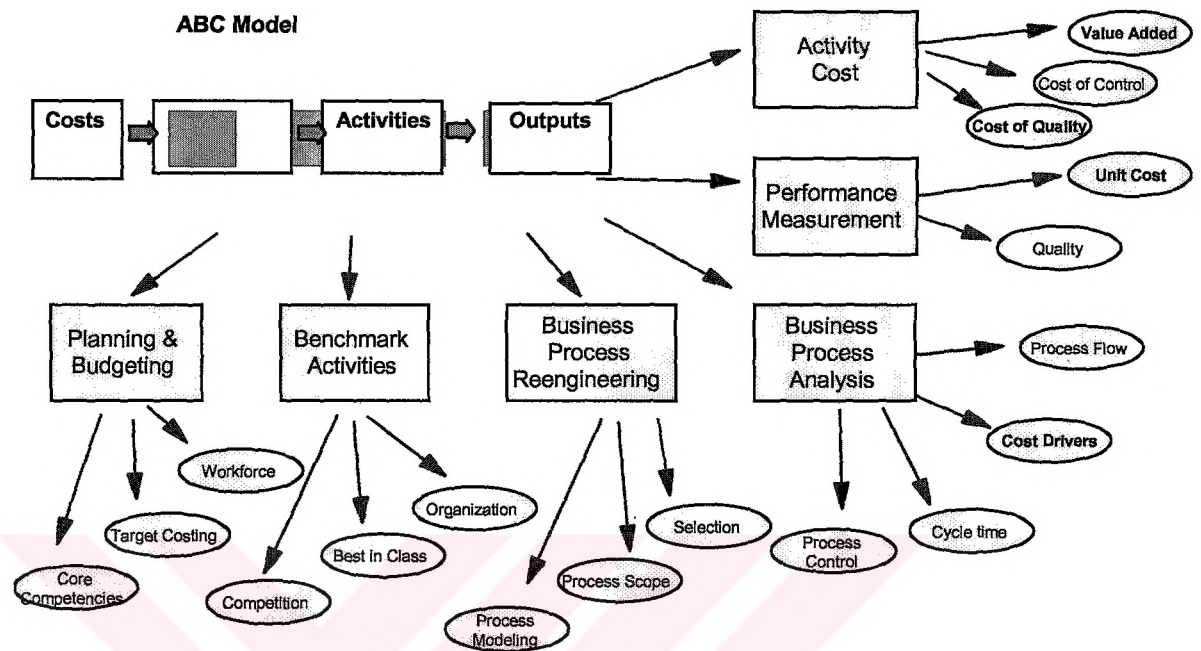 ABC Model
Costs
Activities
Outputs
Activity
Cost
Value Added
Cost of Control
Cost of Quality
Performance
Measurement
Unit Cost
Quality
Planning &
Budgeting
Benchmark
Activities
Business
Process
Reengineering
Business
Process
Analysis
Process Flow
Cost Drivers
Workforce
Target Costing
Core
Competencies
Organization
Best in Class
Competition
Selection
Process Scope
Process
Modeling
Process
Control
Cycle time